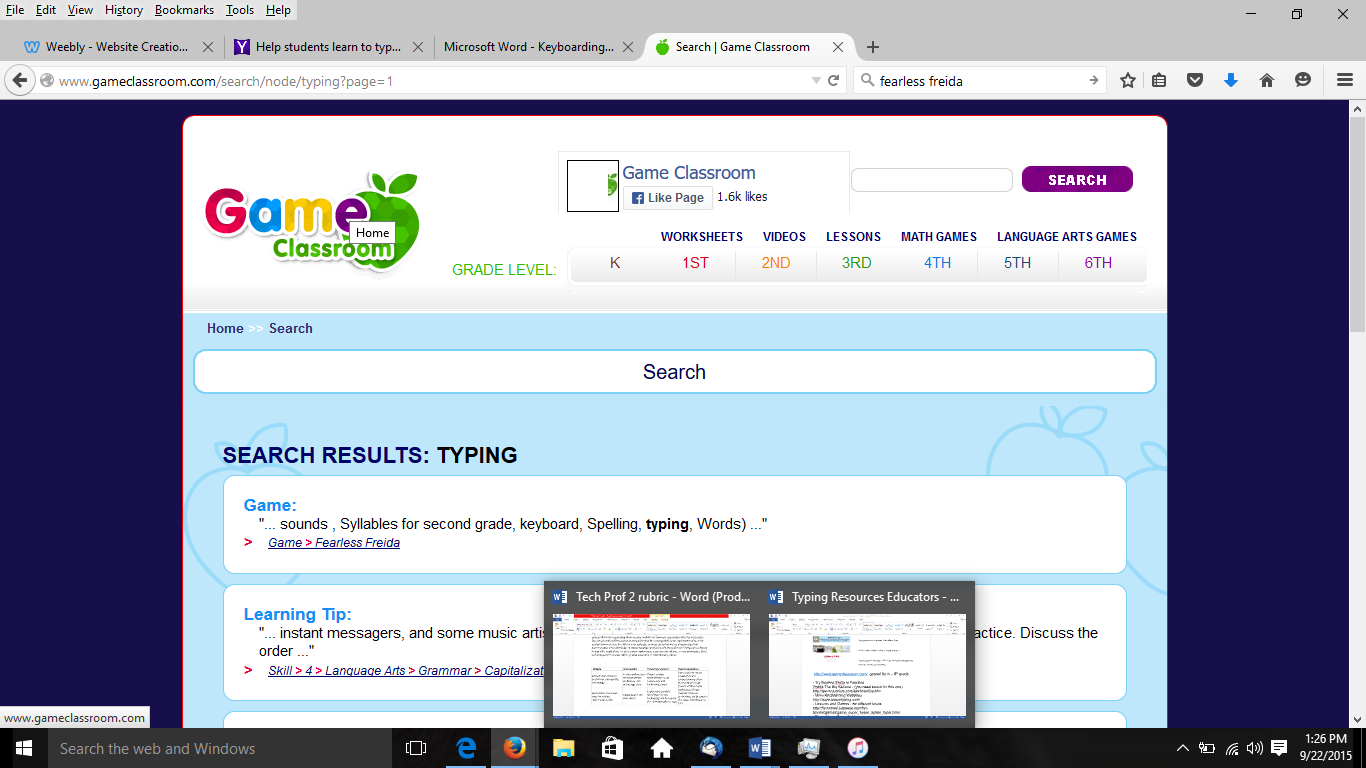 File Edit View History Bookmarks Tools Help
Weebly - Website Creatio...
Help students learn to typ...
Microsoft Word - Keyboarding...
Search | Game Classroom
www.gameclassroom.com/search/node/typing?page=1
fearless freida
Game Classroom
Home
Game Classroom
Like Page 1.6k likes
SEARCH
WORKSHEETS VIDEOS LESSONS MATH GAMES LANGUAGE ARTS GAMES
GRADE LEVEL: K 1ST 2ND 3RD 4TH 5TH 6TH
Home >> Search
Search
SEARCH RESULTS: TYPING
Game:
"... sounds , Syllables for second grade, keyboard, Spelling, typing, Words) ..."
> Game > Fearless Freida
Learning Tip:
"... instant messagers, and some music artis actice. Discuss the
order ..."
> Skill > 4 > Language Arts > Grammar > Capitalizat
Tech Prof 2 rubric - Word (Prod...
Typing Resources Educators - ...
www.gameclassroom.com
Search the web and Windows
1:26 PM
9/22/2015